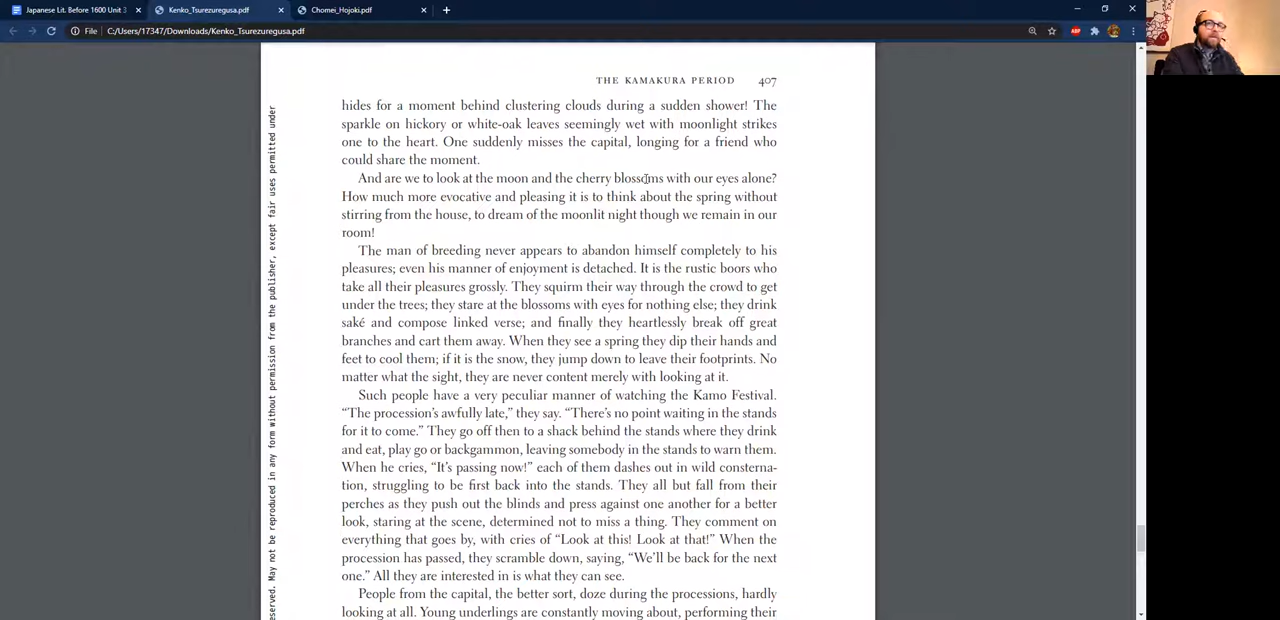 Japanese Lit. Before 1600 Unit 3
Kenko_Tsurezuregusa.pdf
Chomei_Hojoki.pdf
File
C:/Users/17347/Downloads/Kenko_Tsurezuregusa.pdf
ABP
THE KAMAKURA PERIOD 407
hides for a moment behind clustering clouds during a sudden shower! The
sparkle on hickory or white-oak leaves seemingly wet with moonlight strikes
one to the heart. One suddenly misses the capital, longing for a friend who
could share the moment.
And are we to look at the moon and the cherry blossoms with our eyes alone?
How much more evocative and pleasing it is to think about the spring without
stirring from the house, to dream of the moonlit night though we remain in our
room!
The man of breeding never appears to abandon himself completely to his
pleasures; even his manner of enjoyment is detached. It is the rustic boors who
take all their pleasures grossly. They squirm their way through the crowd to get
under the trees; they stare at the blossoms with eyes for nothing else; they drink
saké and compose linked verse; and finally they heartlessly break off great
branches and cart them away. When they see a spring they dip their hands and
feet to cool them; if it is the snow, they jump down to leave their footprints. No
matter what the sight, they are never content merely with looking at it.
Such people have a very peculiar manner of watching the Kamo Festival.
“The procession’s awfully late,” they say. “There’s no point waiting in the stands
for it to come.” They go off then to a shack behind the stands where they drink
and eat, play go or backgammon, leaving somebody in the stands to warn them.
When he cries, “It’s passing now!” each of them dashes out in wild consterna-
tion, struggling to be first back into the stands. They all but fall from their
perches as they push out the blinds and press against one another for a better
look, staring at the scene, determined not to miss a thing. They comment on
everything that goes by, with cries of “Look at this! Look at that!” When the
procession has passed, they scramble down, saying, “We’ll be back for the next
one.” All they are interested in is what they can see.
People from the capital, the better sort, doze during the processions, hardly
looking at all. Young underlings are constantly moving about, performing their
eserved. May not be reproduced in any form without permission from the publisher, except fair uses permitted under